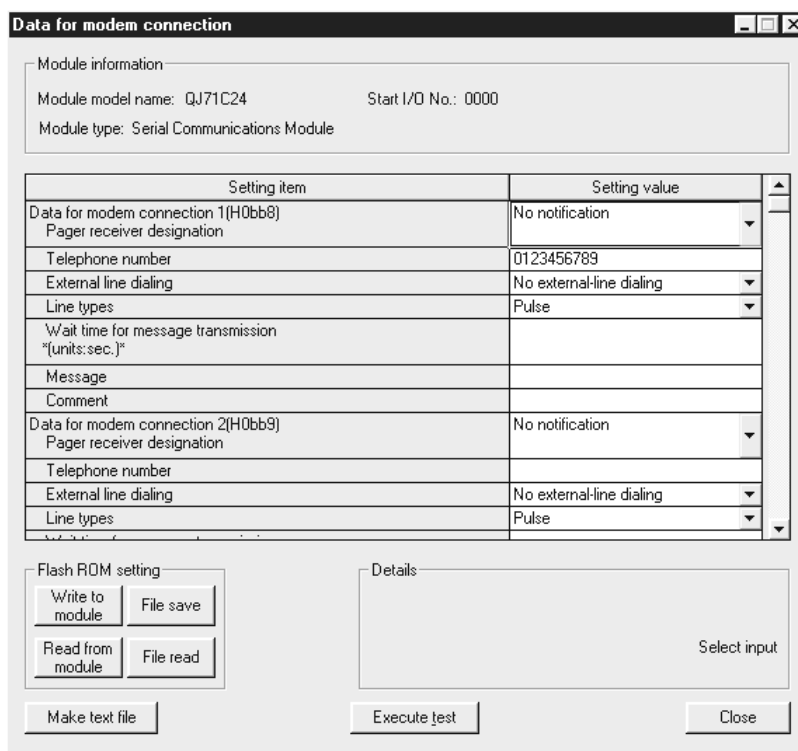 Data for modem connection
Module information
Module model name: QJ71C24 Start I/O No.: 0000
Module type: Serial Communications Module
Setting item Setting value
Data for modem connection 1(H0bb8)
Pager receiver designation No notification
Telephone number 0123456789
External line dialing No external-line dialing
Line types Pulse
Wait time for message transmission
*(units:sec.)*
Message
Comment
Data for modem connection 2(H0bb9)
Pager receiver designation No notification
Telephone number
External line dialing No external-line dialing
Line types Pulse
Flash ROM setting
Write to module
File save
Read from module
File read
Details
Select input
Make text file Execute test Close